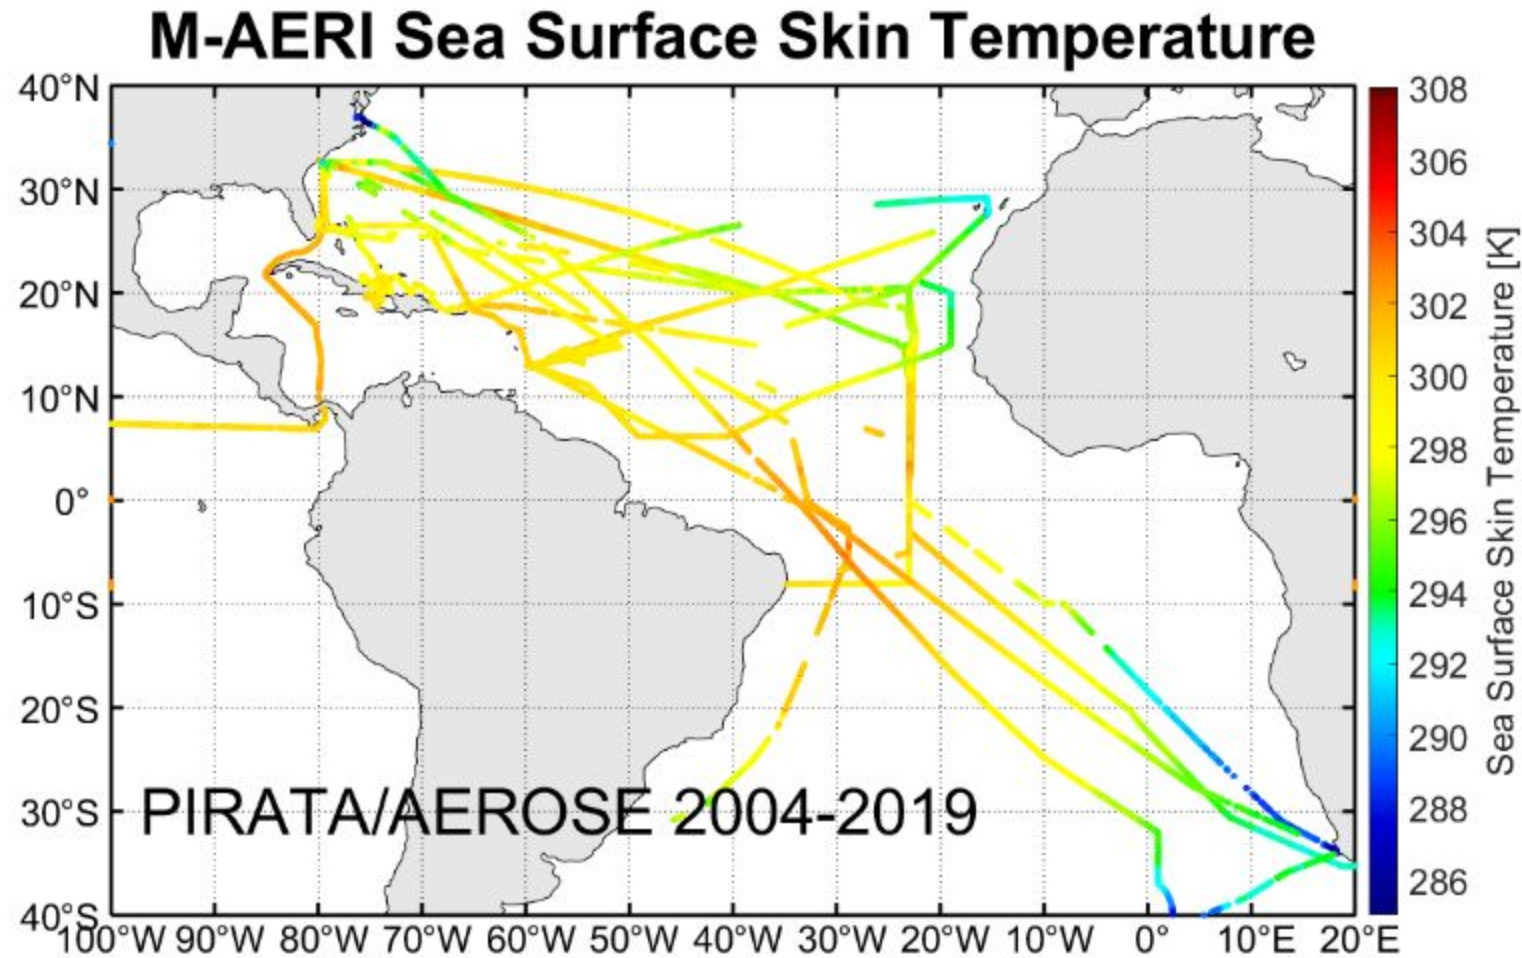 M-AERI Sea Surface Skin Temperature
40°N
30°N
20°N
10°N
0°
10°S
20°S
30°S
40°S
100°W 90°W 80°W 70°W 60°W 50°W 40°W 30°W 20°W 10°W 0° 10°E 20°E
PIRATA/AEROSE 2004-2019
308
306
304
302
300
298
296
294
292
290
288
286
Sea Surface Skin Temperature [K]